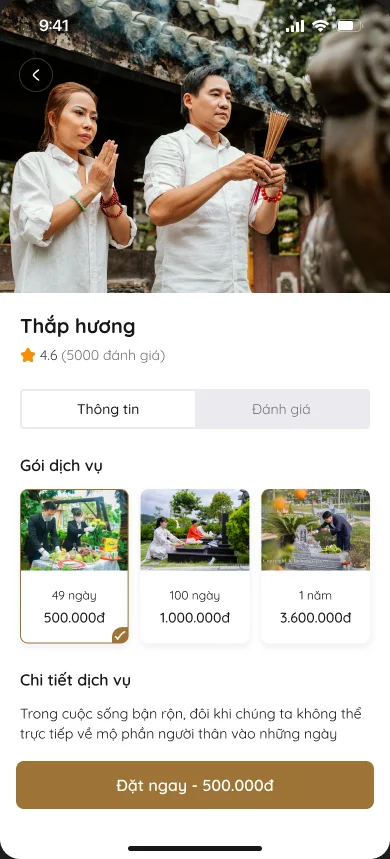 9:41
Thắp hương
4.6 (5000 đánh giá)
Thông tin
Đánh giá
Gói dịch vụ
49 ngày
500.000đ
100 ngày
1.000.000đ
1 năm
3.600.000đ
Chi tiết dịch vụ
Trong cuộc sống bận rộn, đôi khi chúng ta không thể
trực tiếp về mộ phần người thân vào những ngày
Đặt ngay - 500.000đ